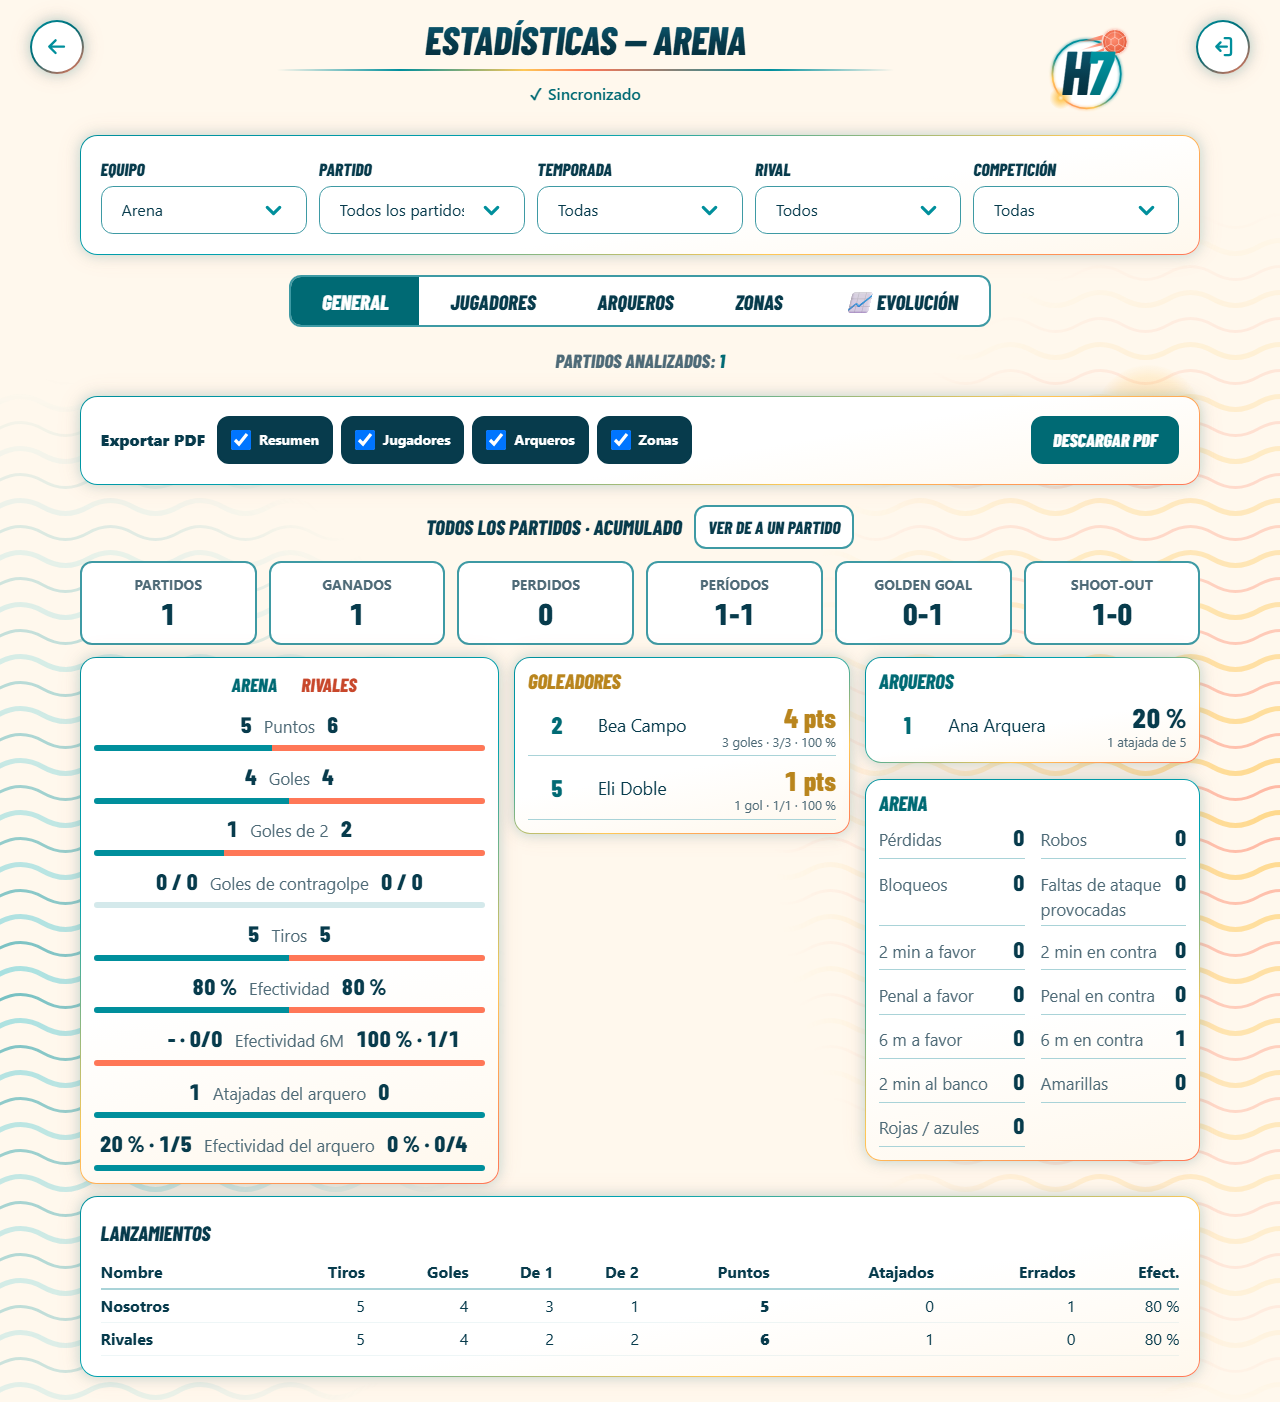 ESTADÍSTICAS – ARENA
✓ Sincronizado
H7
EQUIPO PARTIDO TEMPORADA RIVAL COMPETICIÓN
Arena Todos los partidos Todas Todos Todas
GENERAL JUGADORES ARQUEROS ZONAS 📈 EVOLUCIÓN
PARTIDOS ANALIZADOS: 1
Exportar PDF Resumen Jugadores Arqueros Zonas DESCARGAR PDF
TODOS LOS PARTIDOS · ACUMULADO VER DE A UN PARTIDO
PARTIDOS GANADOS PERDIDOS PERÍODOS GOLDEN GOAL SHOOT-OUT
1 1 0 1-1 0-1 1-0
ARENA RIVALES
5 Puntos 6
4 Goles 4
1 Goles de 2 2
0 / 0 Goles de contragolpe 0 / 0
5 Tiros 5
80 % Efectividad 80 %
- · 0/0 Efectividad 6M 100 % · 1/1
1 Atajadas del arquero 0
20 % · 1/5 Efectividad del arquero 0 % · 0/4
GOLEADORES
2 Bea Campo 4 pts
3 goles · 3/3 · 100 %
5 Eli Doble 1 pts
1 gol · 1/1 · 100 %
ARQUEROS
1 Ana Arquera 20 %
1 atajada de 5
ARENA
Pérdidas 0 Robos 0
Bloqueos 0 Faltas de ataque 0
provocadas
2 min a favor 0 2 min en contra 0
Penal a favor 0 Penal en contra 0
6 m a favor 0 6 m en contra 1
2 min al banco 0 Amarillas 0
Rojas / azules 0
LANZAMIENTOS
Nombre Tiros Goles De 1 De 2 Puntos Atajados Errados Efect.
Nosotros 5 4 3 1 5 0 1 80 %
Rivales 5 4 2 2 6 1 0 80 %